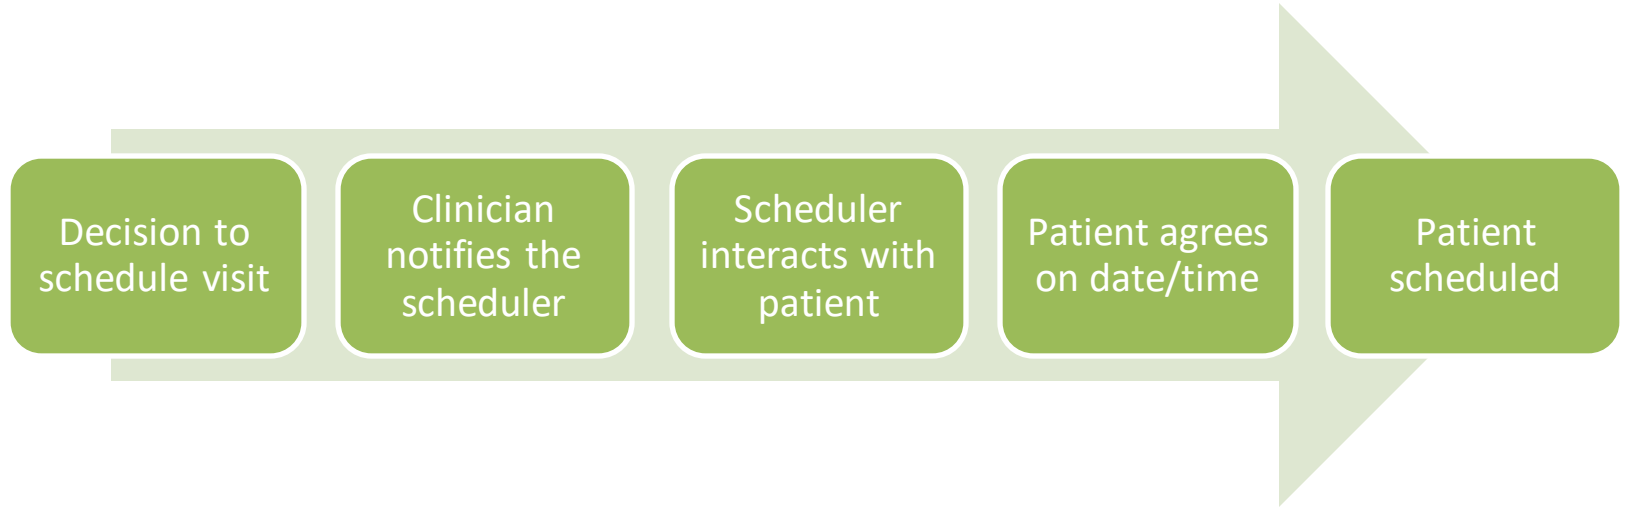 Decision to
schedule visit
Clinician
notifies the
scheduler
Scheduler
interacts with
patient
Patient agrees
on date/time
Patient
scheduled